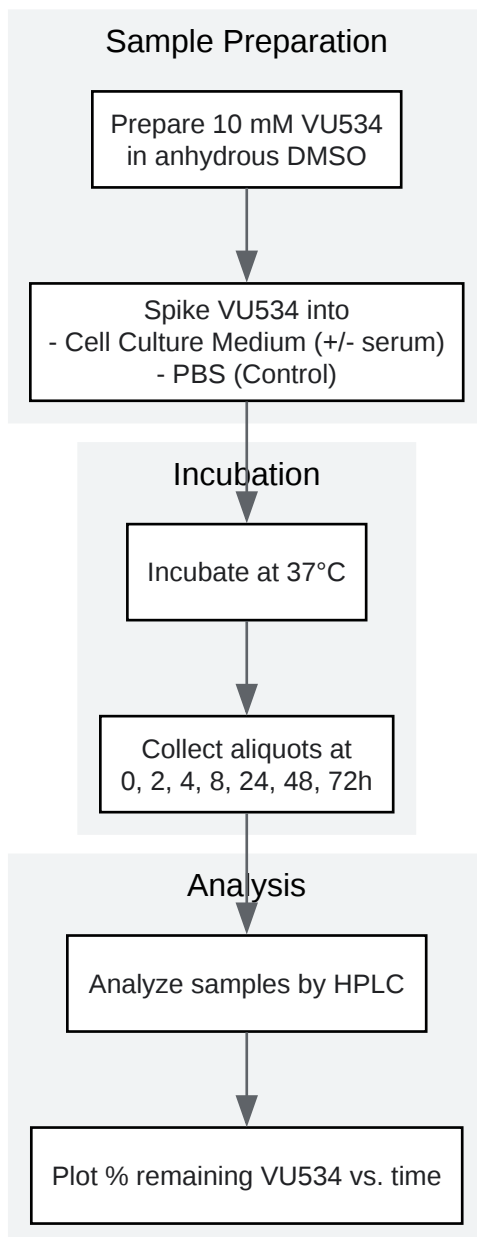 Sample Preparation
Prepare 10 mM VU534
in anhydrous DMSO
Spike VU534 into
- Cell Culture Medium (+/- serum)
- PBS (Control)
Incubation
Incubate at 37°C
Collect aliquots at
0, 2, 4, 8, 24, 48, 72h
Analysis
Analyze samples by HPLC
Plot % remaining VU534 vs. time